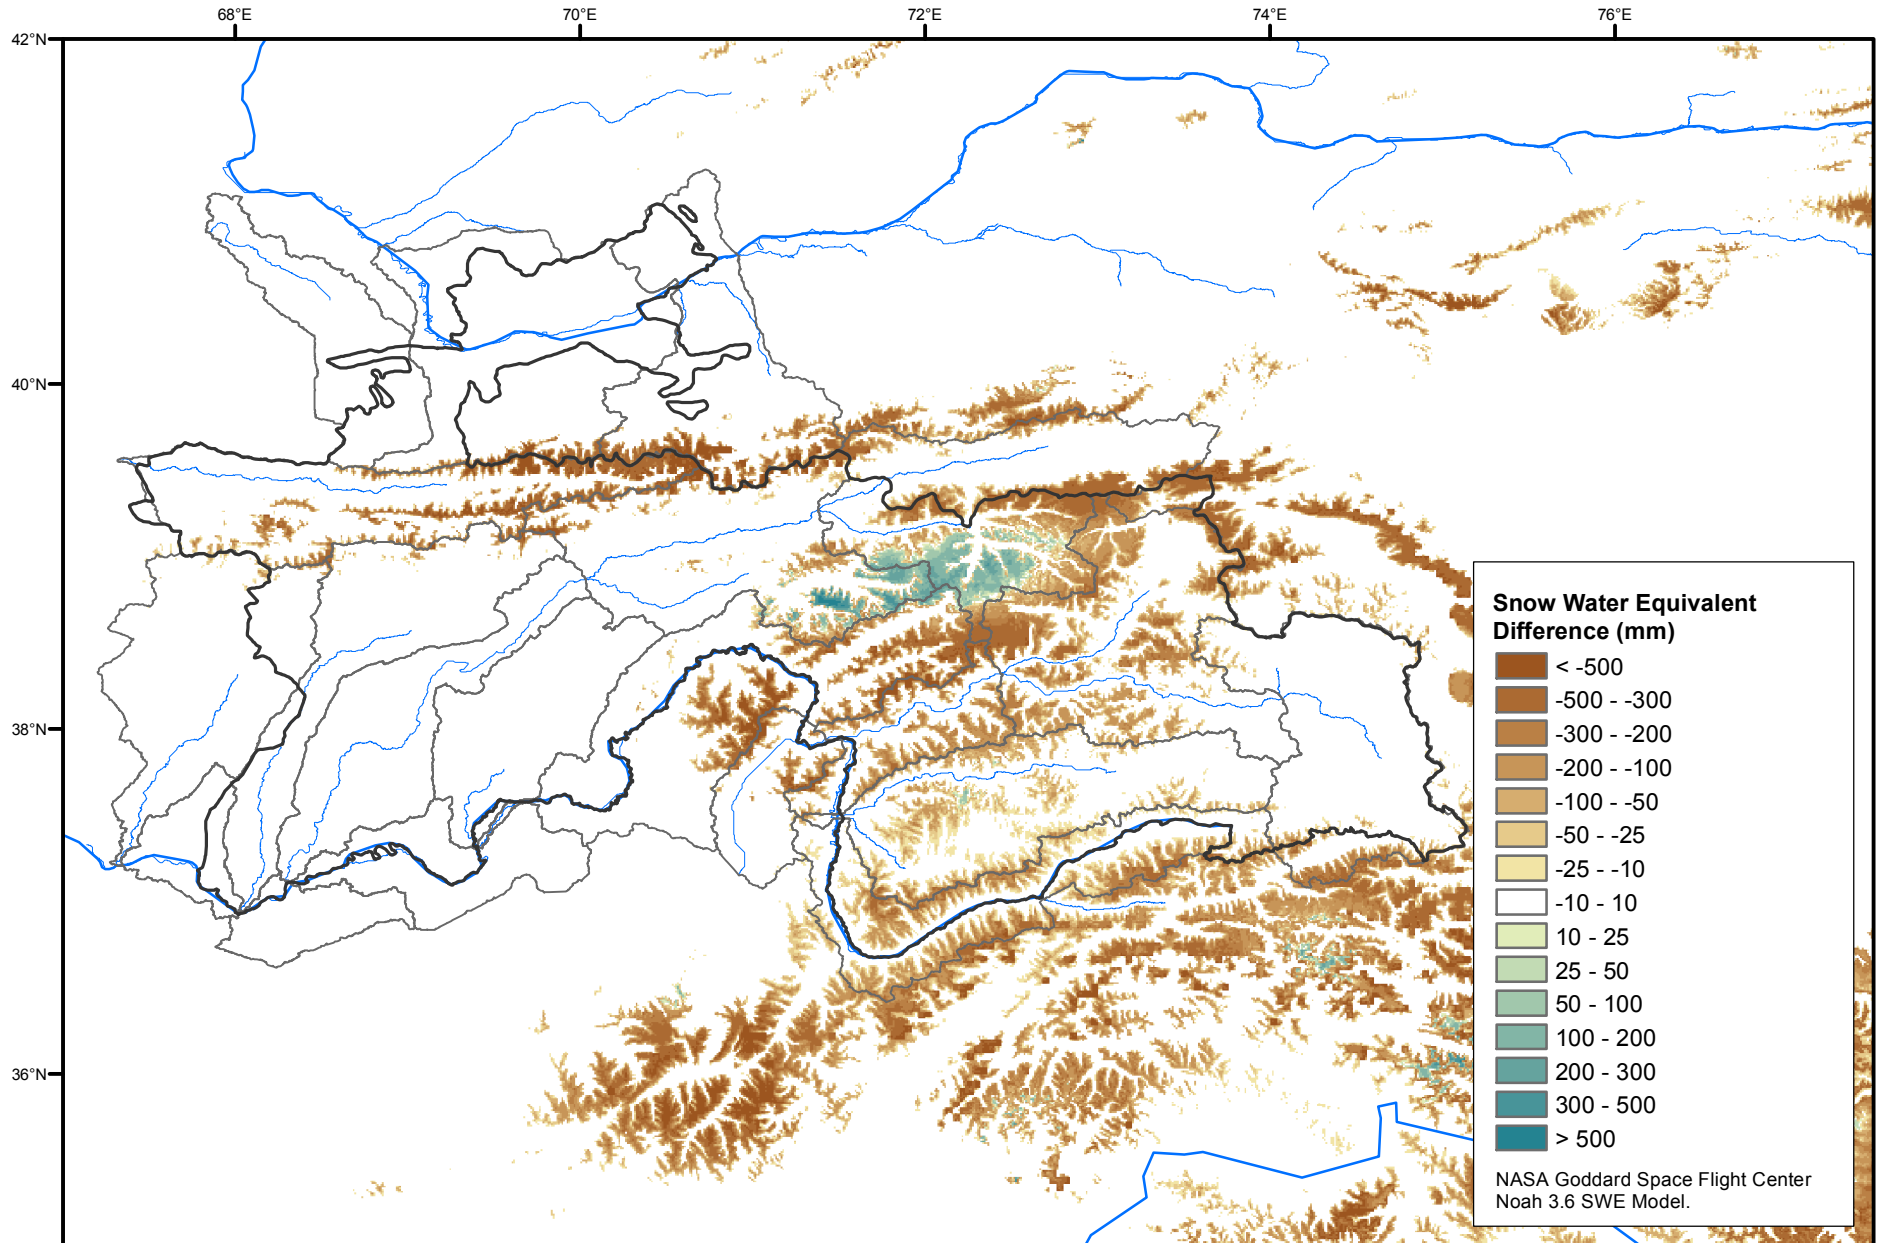 68°E
70°E
72°E
74°E
76°E
42°N
40°N
38°N
36°N
Snow Water Equivalent
Difference (mm)
< -500
-500 - -300
-300 - -200
-200 - -100
-100 - -50
-50 - -25
-25 - -10
-10 - 10
10 - 25
25 - 50
50 - 100
100 - 200
200 - 300
300 - 500
> 500
NASA Goddard Space Flight Center
Noah 3.6 SWE Model.